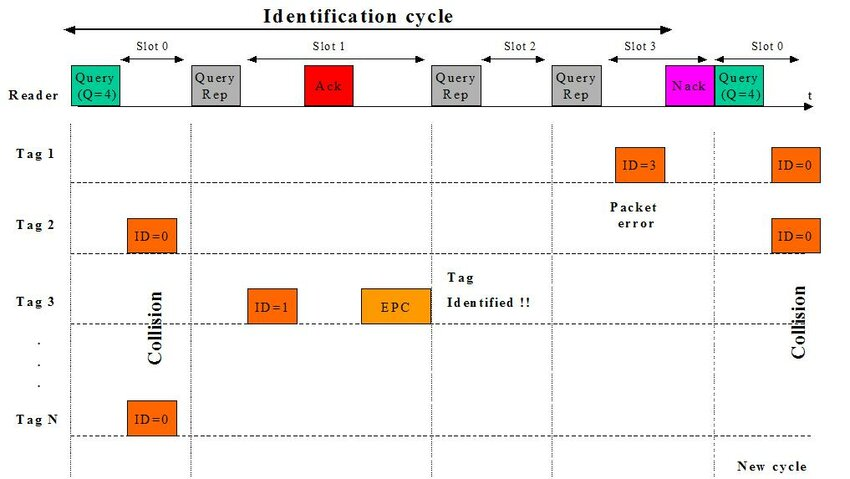 Identification cycle
Slot 0
Slot 1
Slot 2
Slot 3
Slot 0
Reader
Query
(Q=4)
Query
Rep
Ack
Query
Rep
Query
Rep
Nack
Query
(Q=4)
t
Tag 1
ID=3
ID=0
Packet
error
Tag 2
ID=0
ID=0
Tag 3
ID=1
EPC
Tag
Identified !!
Collision
Collision
.
.
.
Tag N
ID=0
New cycle